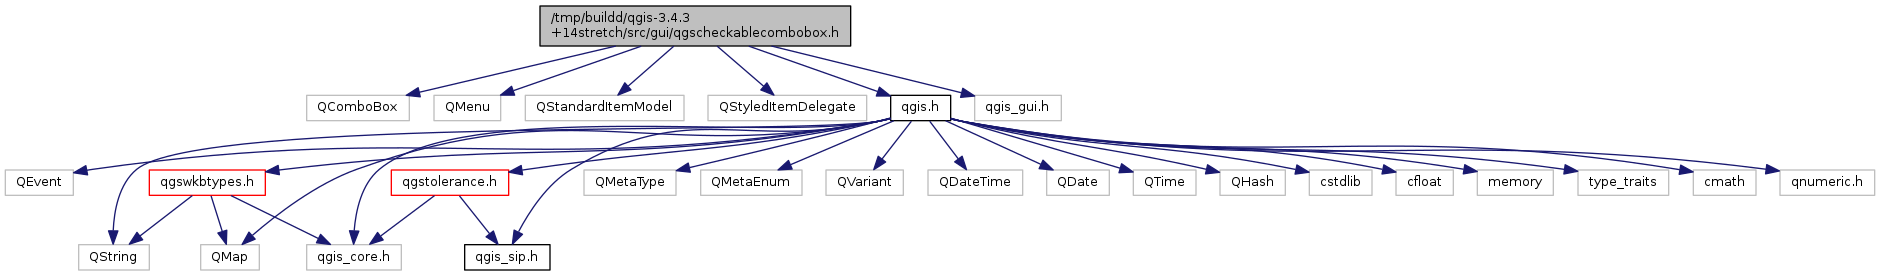 /tmp/buildd/qgis-3.4.3
+14stretch/src/gui/qgscheckablecombobox.h
QComboBox
QMenu
QStandardItemModel
QStyledItemDelegate
qgis.h
qgis_gui.h
QEvent
qgswkbtypes.h
qgstolerance.h
QMetaType
QMetaEnum
QVariant
QDateTime
QDate
QTime
QHash
cstdlib
cfloat
memory
type_traits
cmath
qnumeric.h
QString
QMap
qgis_core.h
qgis_sip.h